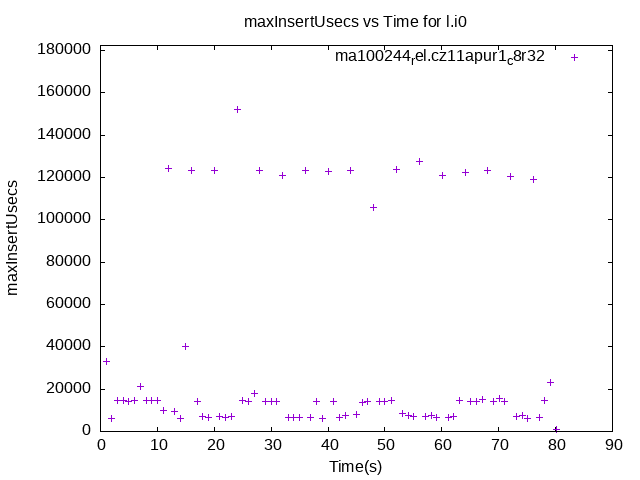 maxInsertUsecs vs Time for l.i0
ma100244rel.cz11apur1c8r32
180000
160000
140000
120000
100000
80000
60000
40000
20000
0
maxInsertUsecs
0 10 20 30 40 50 60 70 80 90
Time(s)